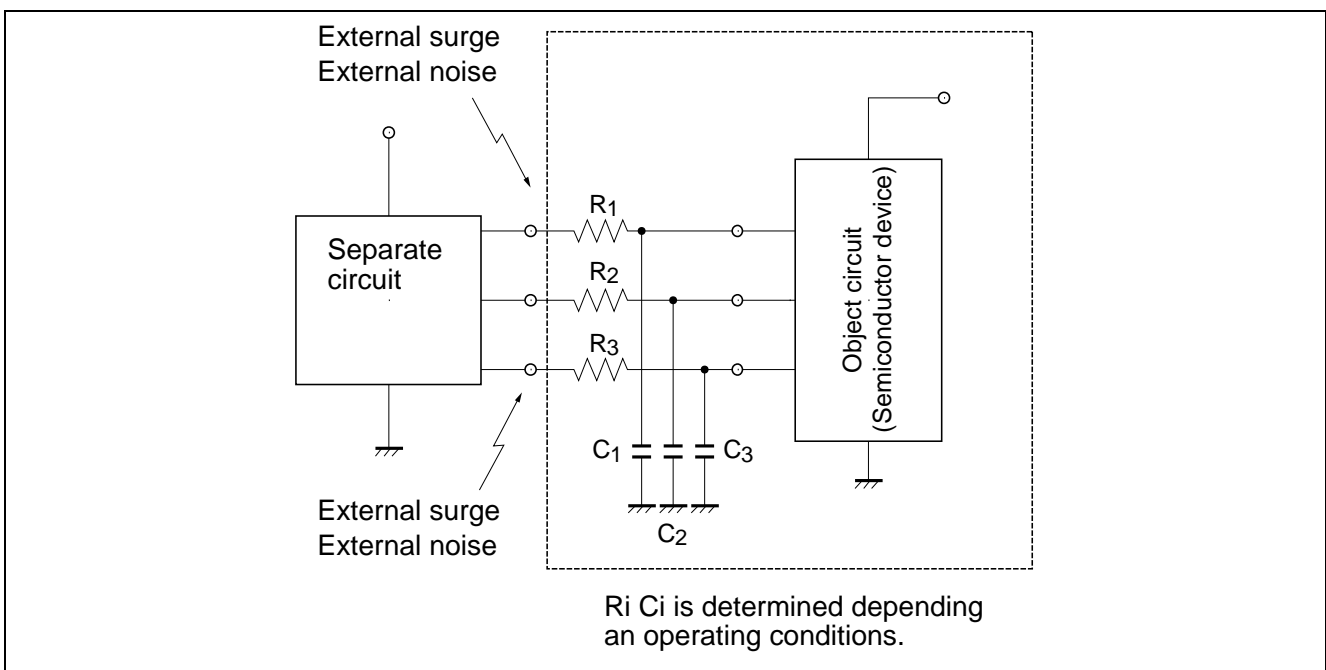 External surge
External noise
R1
Separate
circuit
R2
R3
Object circuit
(Semiconductor device)
C1
C3
C2
External surge
External noise
Ri Ci is determined depending
an operating conditions.